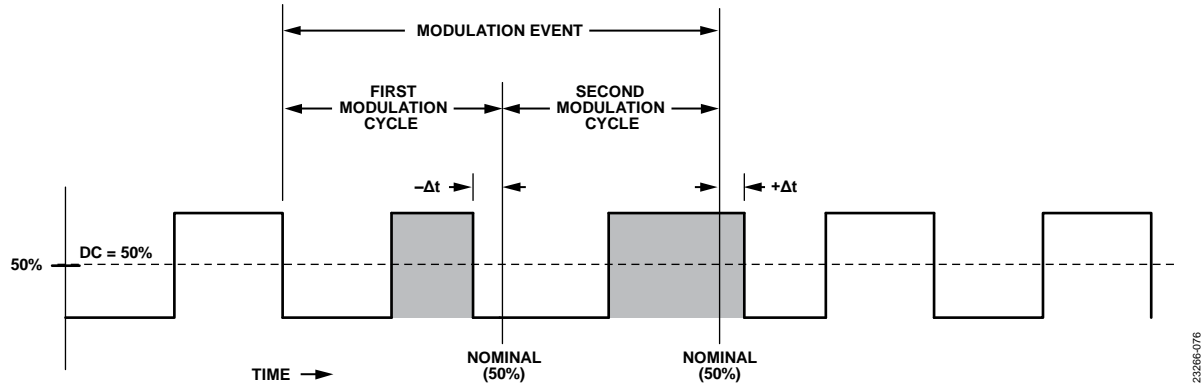 MODULATION EVENT
FIRST
MODULATION
CYCLE
SECOND
MODULATION
CYCLE
–Δt
+Δt
50%
DC = 50%
NOMINAL
(50%)
NOMINAL
(50%)
TIME
23266-076